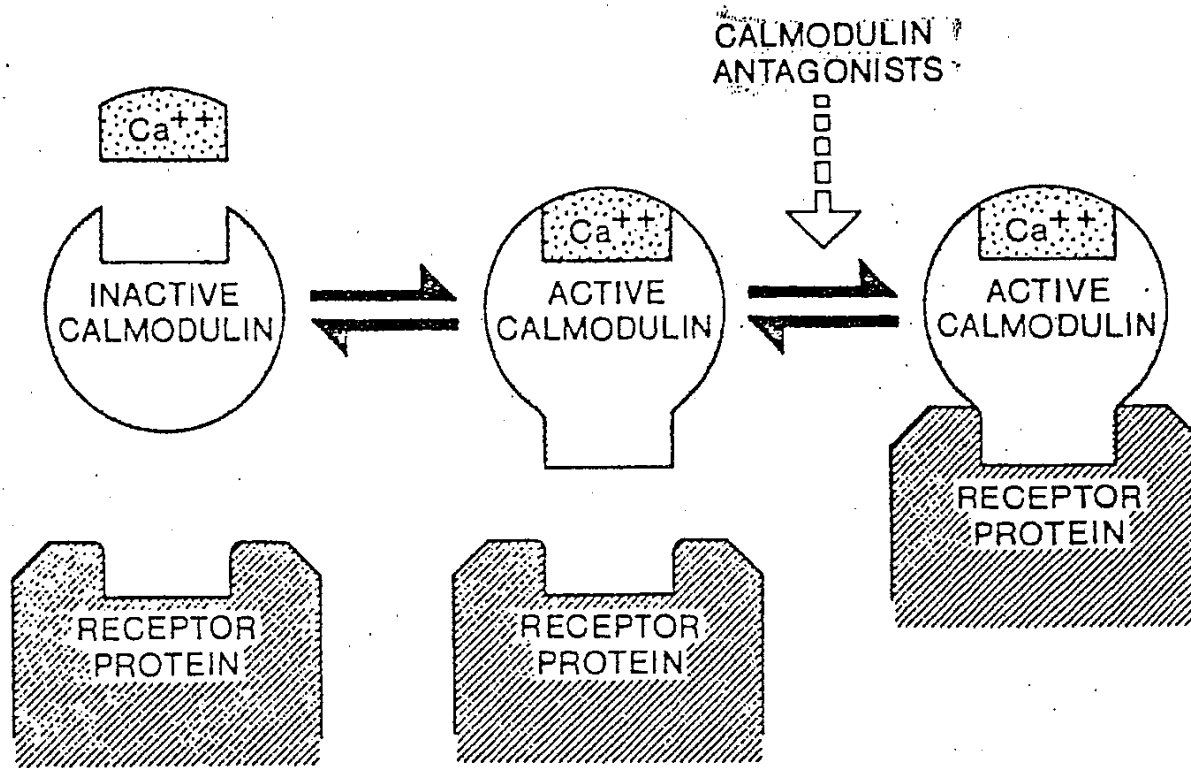 CALMODULIN
ANTAGONISTS
Ca++
Ca++
Ca++
INACTIVE
CALMODULIN
ACTIVE
CALMODULIN
ACTIVE
CALMODULIN
RECEPTOR
PROTEIN
RECEPTOR
PROTEIN
RECEPTOR
PROTEIN